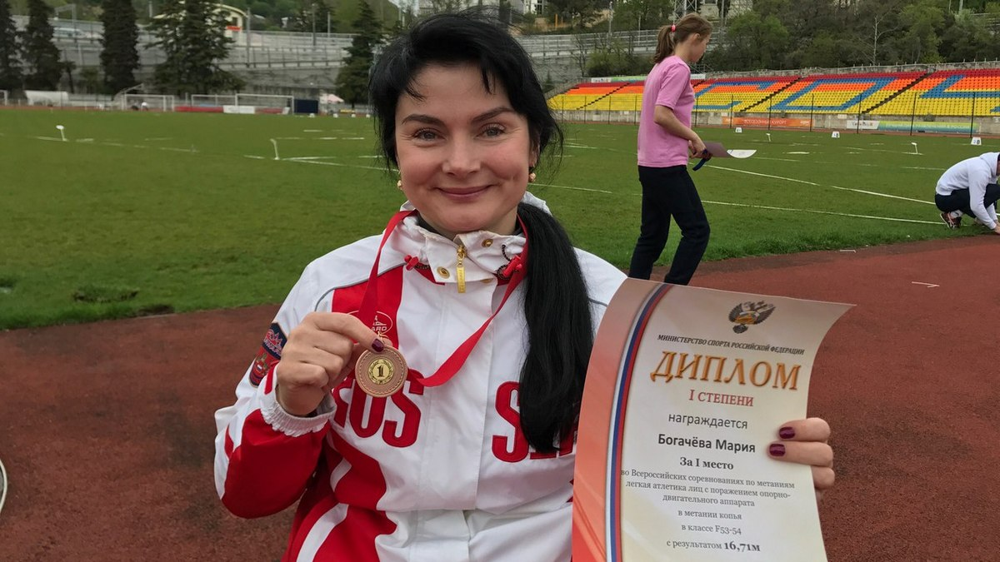 МИНИСТЕРСТВО СПОРТА РОССИЙСКОЙ ФЕДЕРАЦИИ
ДИПЛОМ
I СТЕПЕНИ
награждается
Богачёва Мария
За I место
во Всероссийских соревнованиях по метаниям
легкая атлетика лиц с поражением опорно-
двигательного аппарата
в метании копья
в классе F53-54
с результатом 16,71м
1